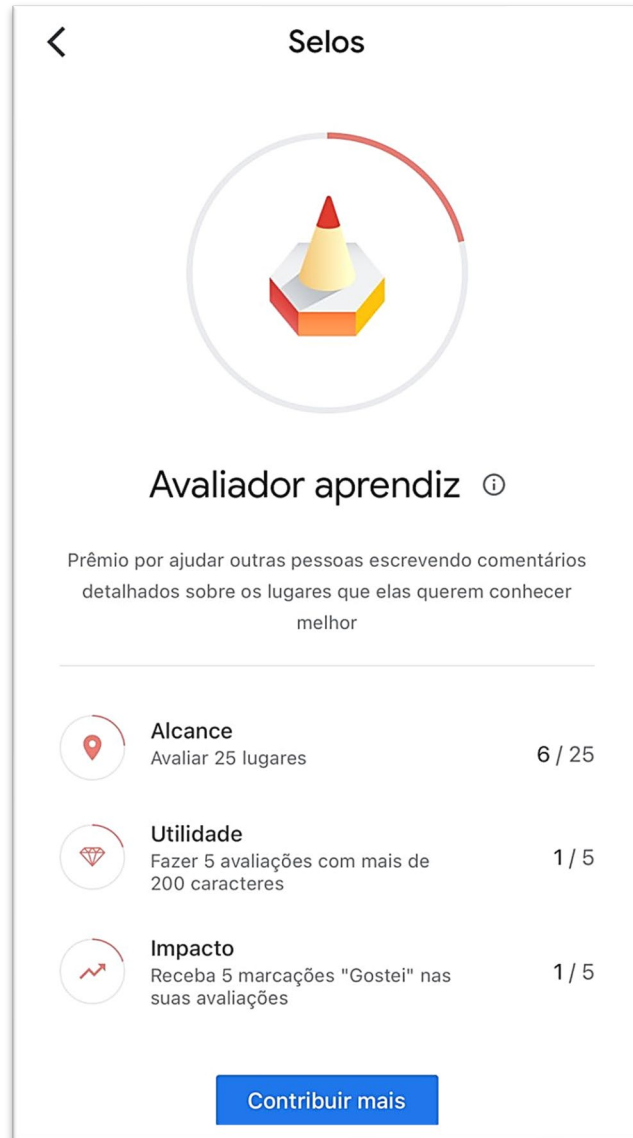 Selos
Avaliador aprendiz
Prêmio por ajudar outras pessoas escrevendo comentários
detalhados sobre os lugares que elas querem conhecer
melhor
Alcance
Avaliar 25 lugares
6 / 25
Utilidade
Fazer 5 avaliações com mais de
200 caracteres
1 / 5
Impacto
Receba 5 marcações "Gostei" nas
suas avaliações
1 / 5
Contribuir mais